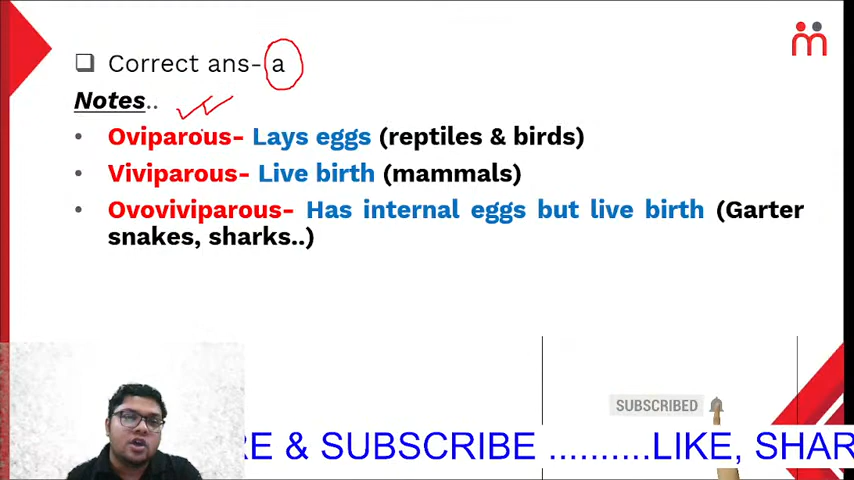 Correct ans- a
Notes..
Oviparous- Lays eggs (reptiles & birds)
Viviparous- Live birth (mammals)
Ovoviviparous- Has internal eggs but live birth (Garter
snakes, sharks..)
SUBSCRIBED
RE & SUBSCRIBE ..........LIKE, SHAR